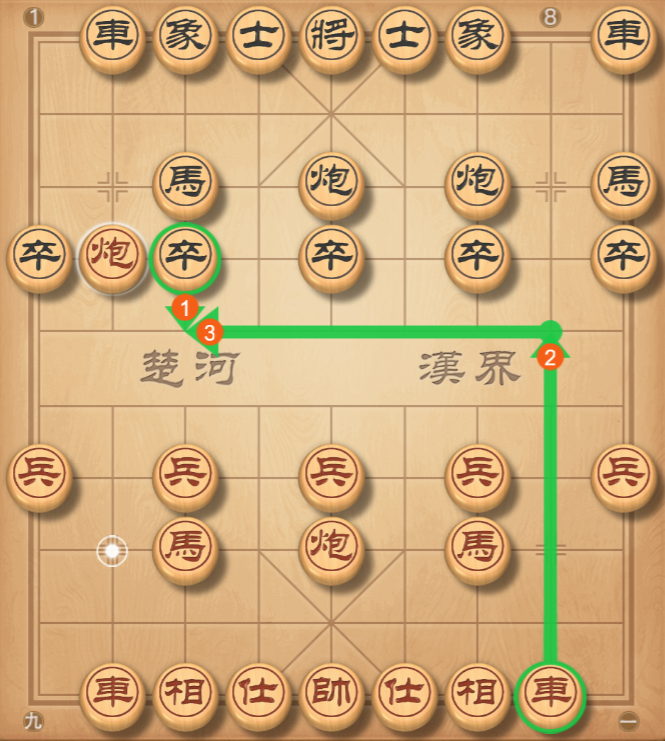 1 8
車 象 士 將 士 象 車
馬 炮 炮 馬
卒 炮 卒 卒 卒 卒
1
3
2
楚河 漢界
兵 兵 兵 兵 兵
馬 炮 馬
車 相 仕 帥 仕 相 車
九 一